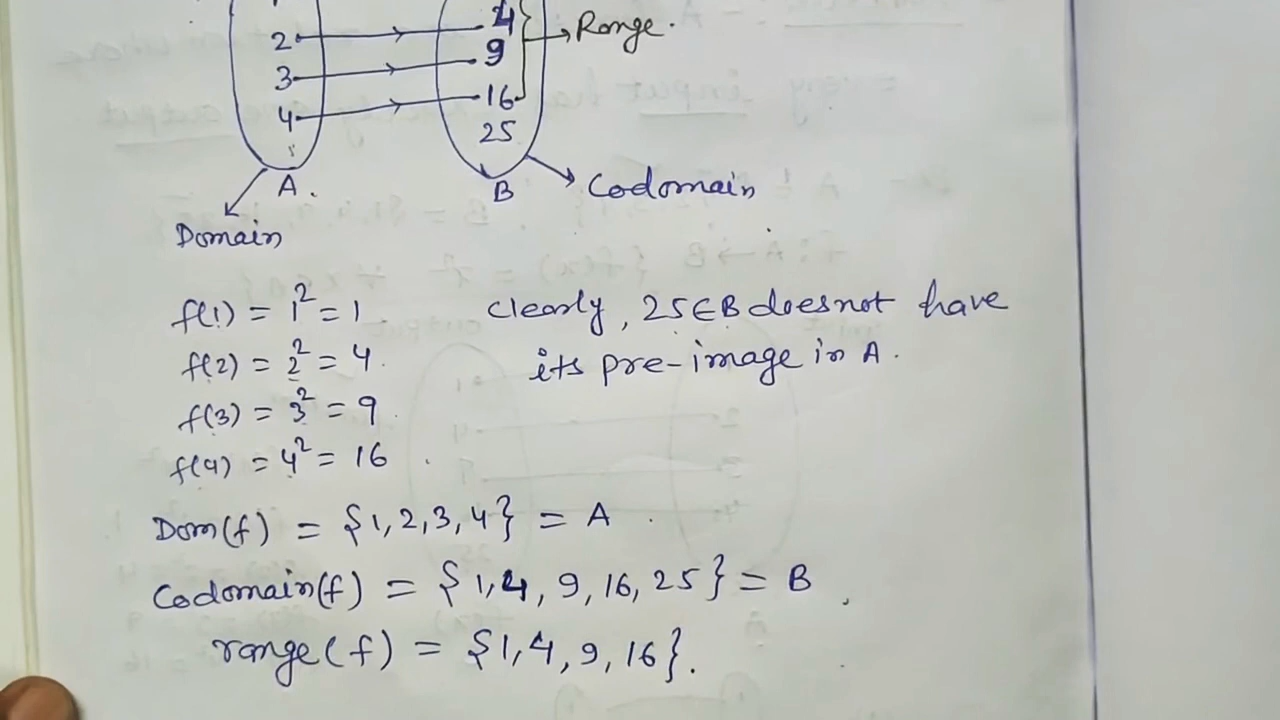 2 4 Range.
3 9
4 16
25
A. B Codomain
Domain
f(1) = 1² = 1 clearly, 25∈B doesnot have
f(2) = 2² = 4. its pre-image in A.
f(3) = 3² = 9.
f(4) = 4² = 16.
Dom(f) = {1,2,3,4} = A.
Codomain(f) = {1,4,9,16,25} = B,
range(f) = {1,4,9,16}.